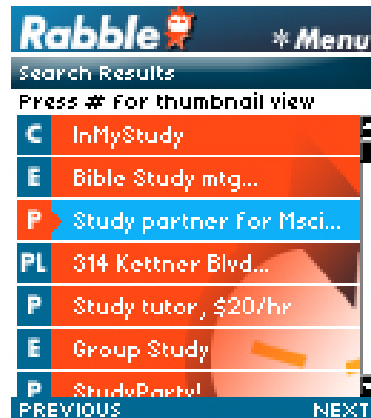 Rabble
*Menu
Search Results
Press # for thumbnail view
C InMyStudy
E Bible Study mtg...
P Study partner for Msci...
PL 314 Kettner Blvd...
P Study tutor, $20/hr
E Group Study
P StudyParty!
PREVIOUS NEXT